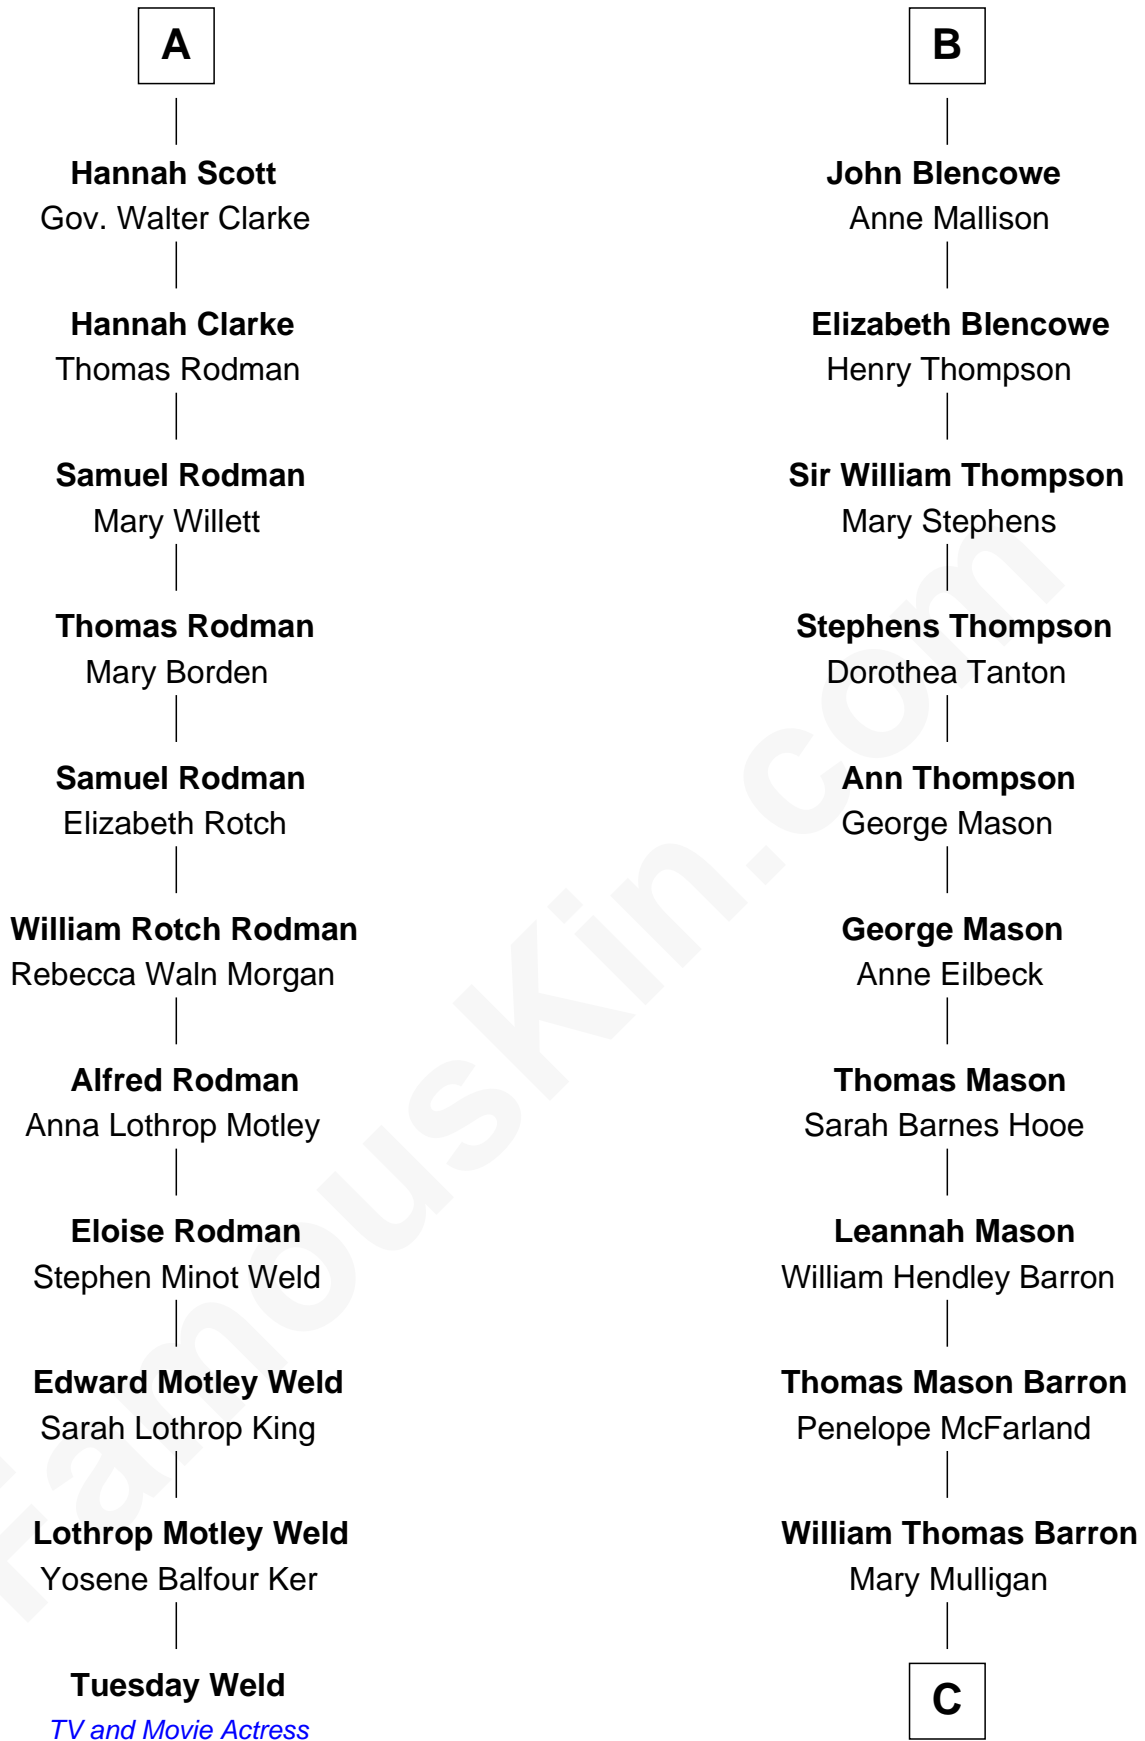 A
Hannah Scott
Gov. Walter Clarke
Hannah Clarke
Thomas Rodman
Samuel Rodman
Mary Willett
Thomas Rodman
Mary Borden
Samuel Rodman
Elizabeth Rotch
William Rotch Rodman
Rebecca Waln Morgan
Alfred Rodman
Anna Lothrop Motley
Eloise Rodman
Stephen Minot Weld
Edward Motley Weld
Sarah Lothrop King
Lothrop Motley Weld
Yosene Balfour Ker
Tuesday Weld
TV and Movie Actress
B
John Blencowe
Anne Mallison
Elizabeth Blencowe
Henry Thompson
Sir William Thompson
Mary Stephens
Stephens Thompson
Dorothea Tanton
Ann Thompson
George Mason
George Mason
Anne Eilbeck
Thomas Mason
Sarah Barnes Hooe
Leannah Mason
William Hendley Barron
Thomas Mason Barron
Penelope McFarland
William Thomas Barron
Mary Mulligan
C
FamousKin.com